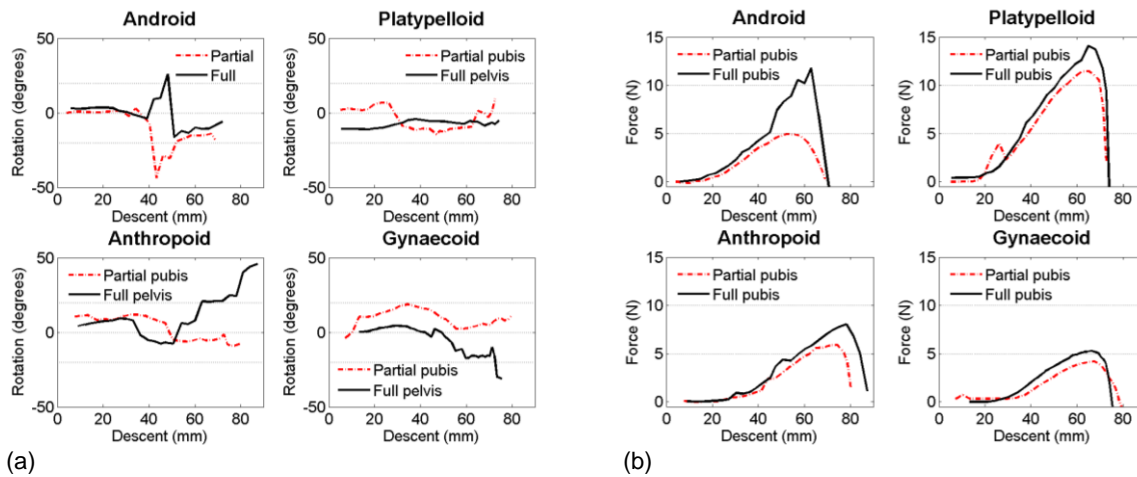 Android
50
0
-50
Rotation (degrees)
Partial
Full
0 20 40 60 80
Descent (mm)
Platypelloid
50
0
-50
Rotation (degrees)
Partial pubis
Full pelvis
0 20 40 60 80
Descent (mm)
Anthropoid
50
0
-50
Rotation (degrees)
Partial pubis
Full pelvis
0 20 40 60 80
Descent (mm)
Gynaecoid
50
0
-50
Rotation (degrees)
Partial pubis
Full pelvis
0 20 40 60 80
Descent (mm)
(a)
Android
15
10
5
0
Force (N)
Partial pubis
Full pubis
0 20 40 60 80
Descent (mm)
Platypelloid
15
10
5
0
Force (N)
Partial pubis
Full pubis
0 20 40 60 80
Descent (mm)
Anthropoid
15
10
5
0
Force (N)
Partial pubis
Full pubis
0 20 40 60 80
Descent (mm)
Gynaecoid
15
10
5
0
Force (N)
Partial pubis
Full pubis
0 20 40 60 80
Descent (mm)
(b)